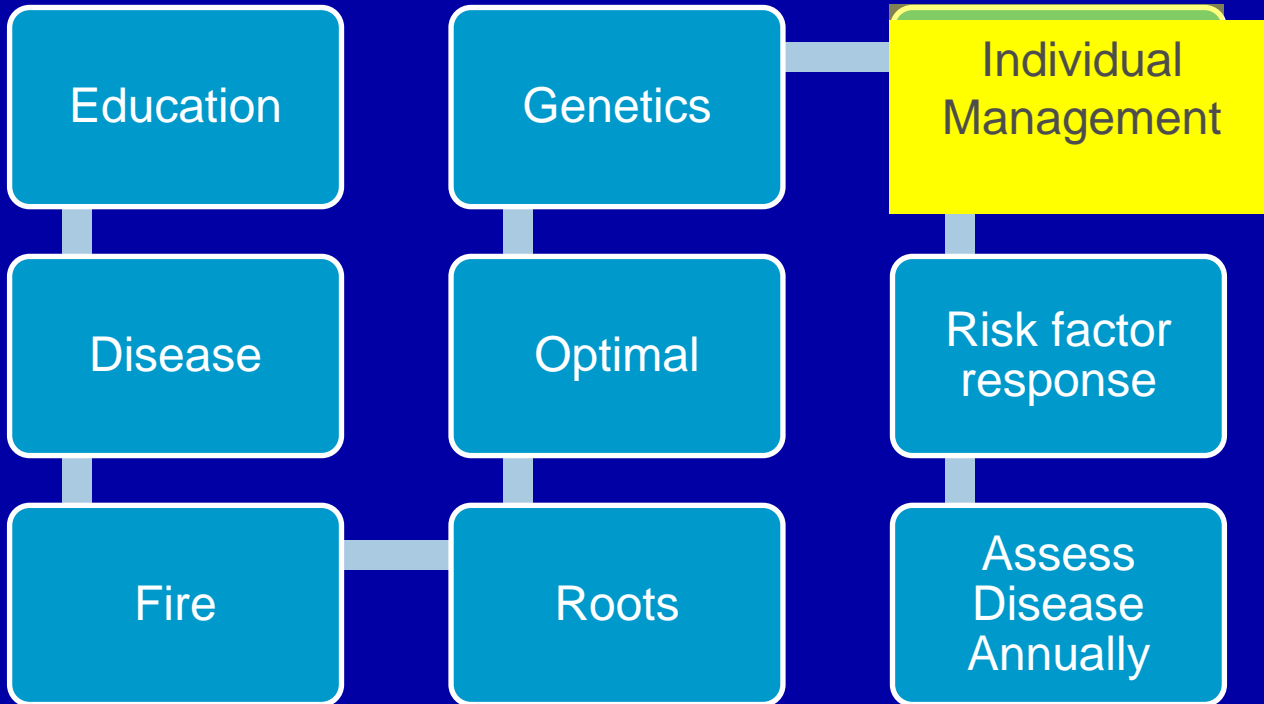 Education
Disease
Fire
Roots
Optimal
Genetics
Individual
Management
Risk factor
response
Assess
Disease
Annually